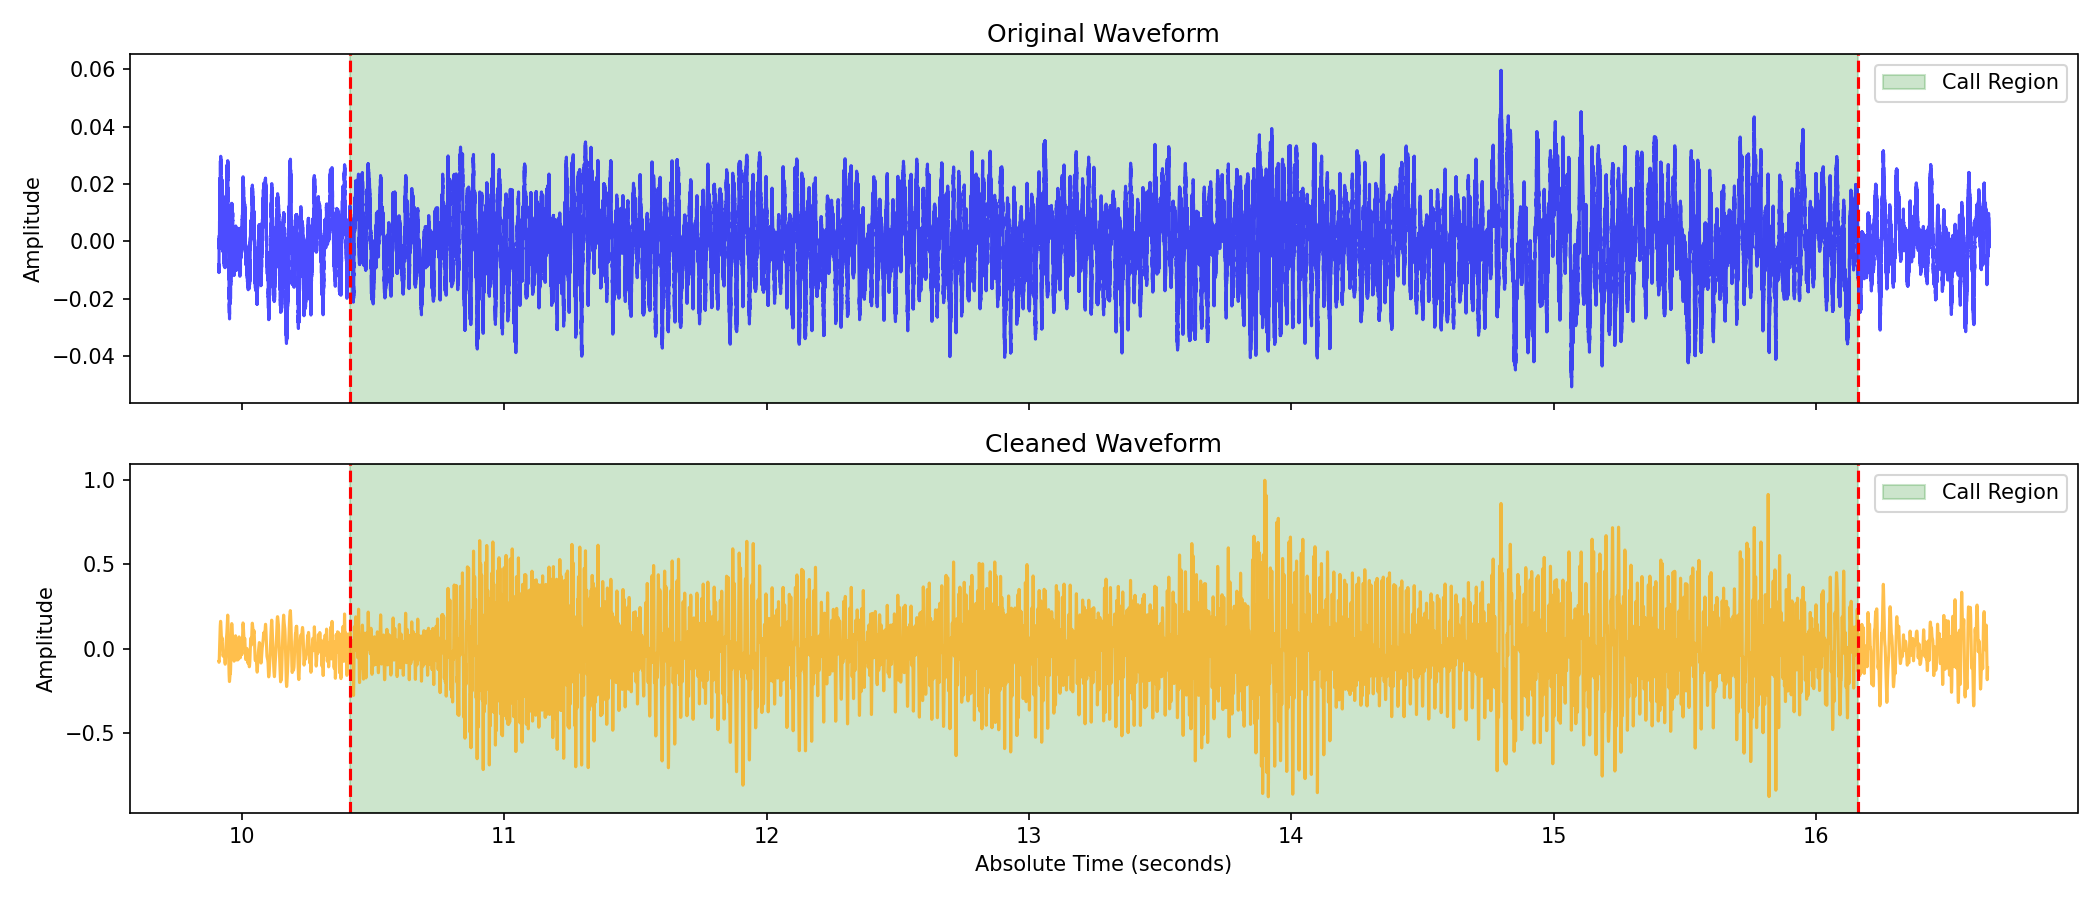 Original Waveform
Amplitude
0.06
0.04
0.02
0.00
−0.02
−0.04
Call Region
Cleaned Waveform
Amplitude
1.0
0.5
0.0
−0.5
Call Region
10 11 12 13 14 15 16
Absolute Time (seconds)